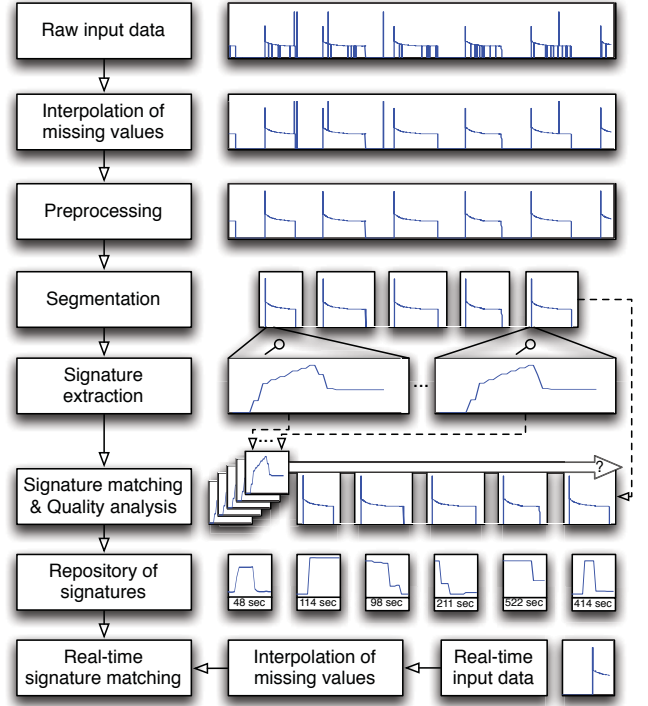 Raw input data
Interpolation of
missing values
Preprocessing
Segmentation
Signature
extraction
...
...
Signature matching
& Quality analysis
?
Repository of
signatures
48 sec
114 sec
98 sec
211 sec
522 sec
414 sec
Real-time
signature matching
Interpolation of
missing values
Real-time
input data